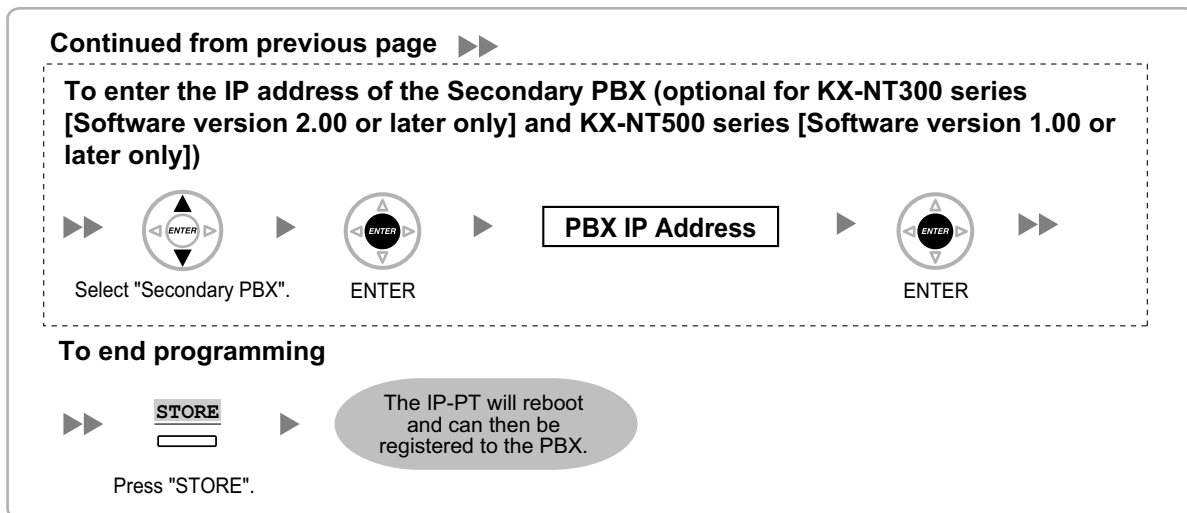 Continued from previous page
To enter the IP address of the Secondary PBX (optional for KX-NT300 series
[Software version 2.00 or later only] and KX-NT500 series [Software version 1.00 or
later only])
ENTER
ENTER
PBX IP Address
ENTER
Select "Secondary PBX".
ENTER
ENTER
To end programming
STORE
The IP-PT will reboot
and can then be
registered to the PBX.
Press "STORE".